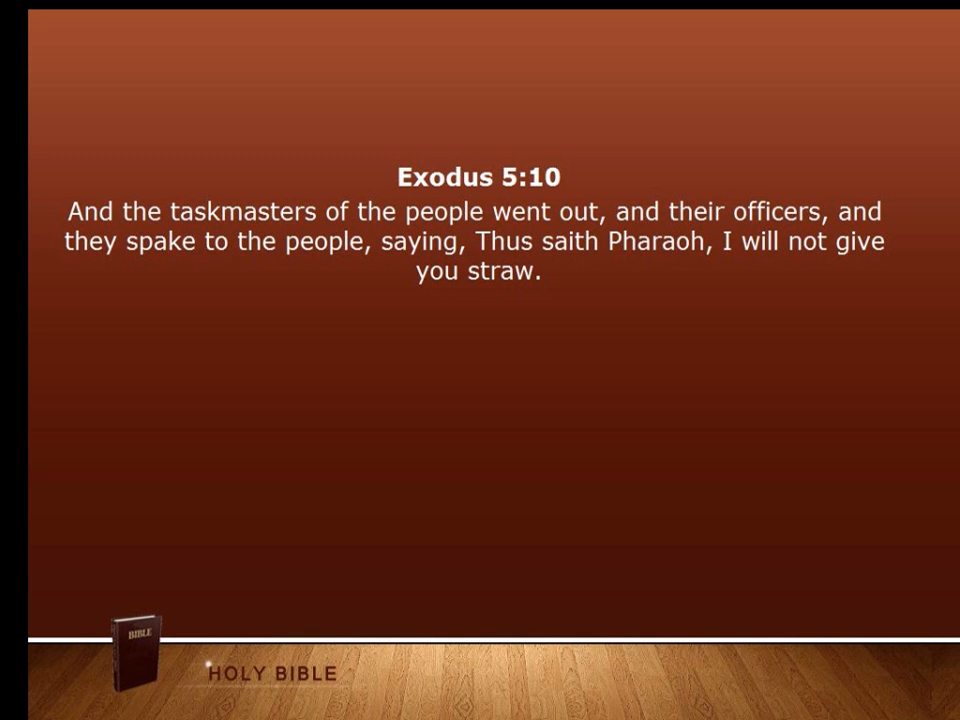 Exodus 5:10
And the taskmasters of the people went out, and their officers, and
they spake to the people, saying, Thus saith Pharaoh, I will not give
you straw.
BIBLE
HOLY BIBLE